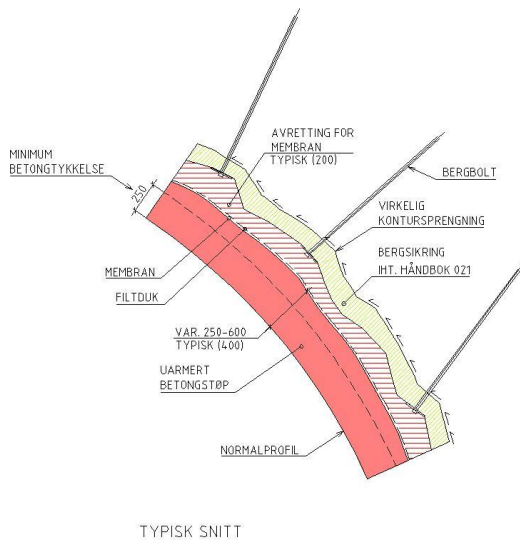 AVRETTING FOR
MEMBRAN
TYPISK (200)
MINIMUM
BETONGTYKKELSE
BERGBOLT
250
VIRKELIG
KONTURSPRENGNING
BERGSIKRING
IHT. HÅNDBOK 021
MEMBRAN
FILTDUK
VAR. 250-600
TYPISK (400)
UARMERT
BETONGSTØP
NORMALPROFIL
TYPISK SNITT